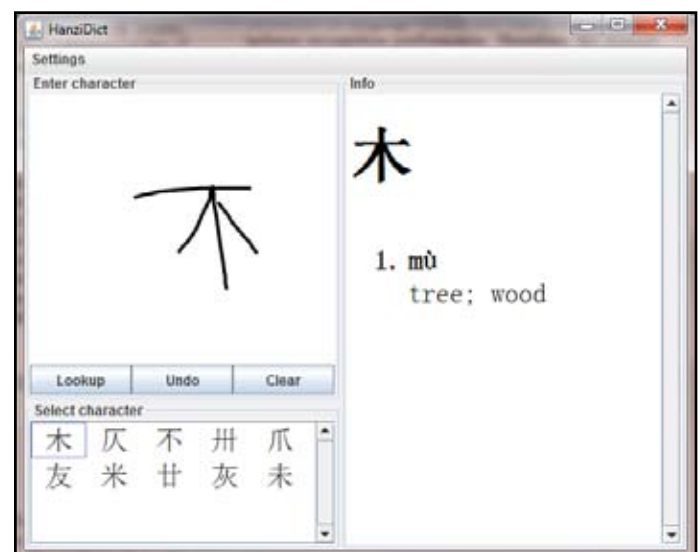 HanziDict
Settings
Enter character
Lookup Undo Clear
Select character
木 仄 不 卅 爪
友 米 廿 灰 未
Info
木
1. mù
tree; wood